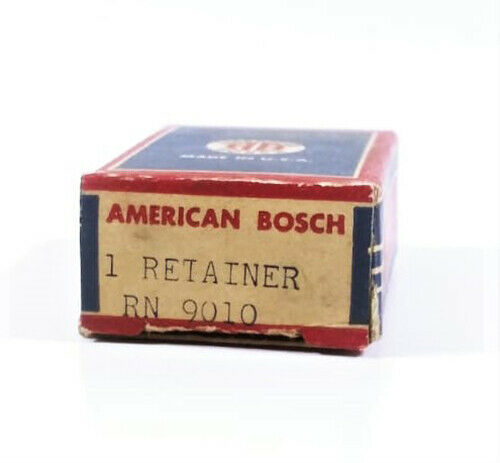 MADE IN U.S.A.
AMERICAN BOSCH
1 RETAINER
RN 9010